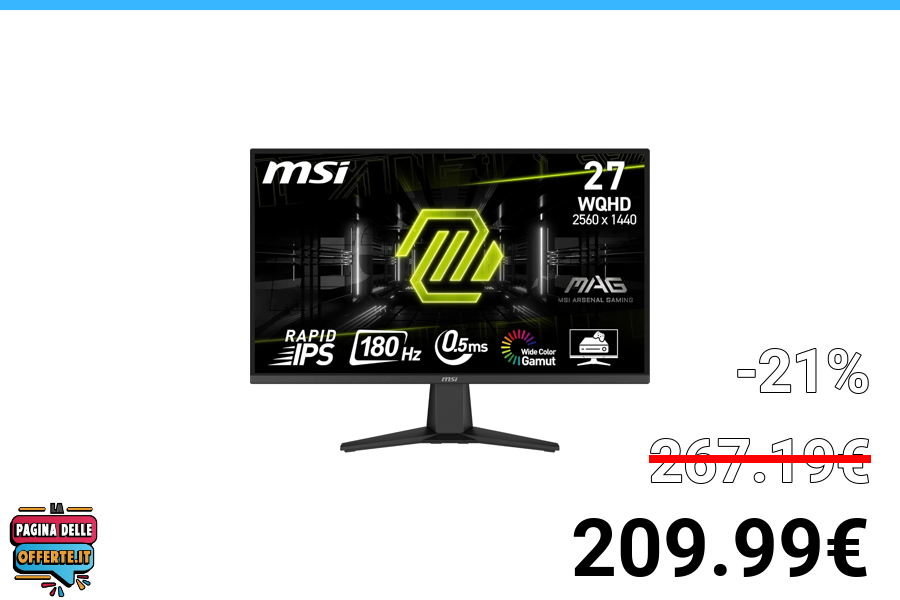 msi
27
WQHD
2560 x 1440
MAG
MSI ARSENAL GAMING
RAPID
IPS
180Hz
0.5ms
Wide Color
Gamut
msi
-21%
267.19€
209.99€
LA
PAGINA DELLE
OFFERTE.IT